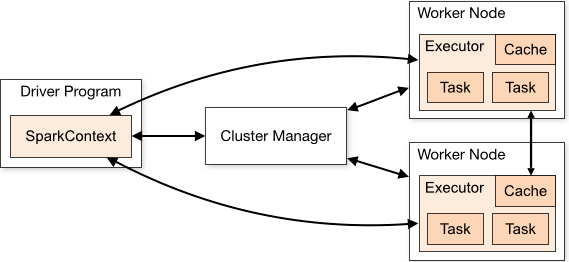 Driver Program
SparkContext
Cluster Manager
Worker Node
Executor
Cache
Task
Task
Worker Node
Executor
Cache
Task
Task